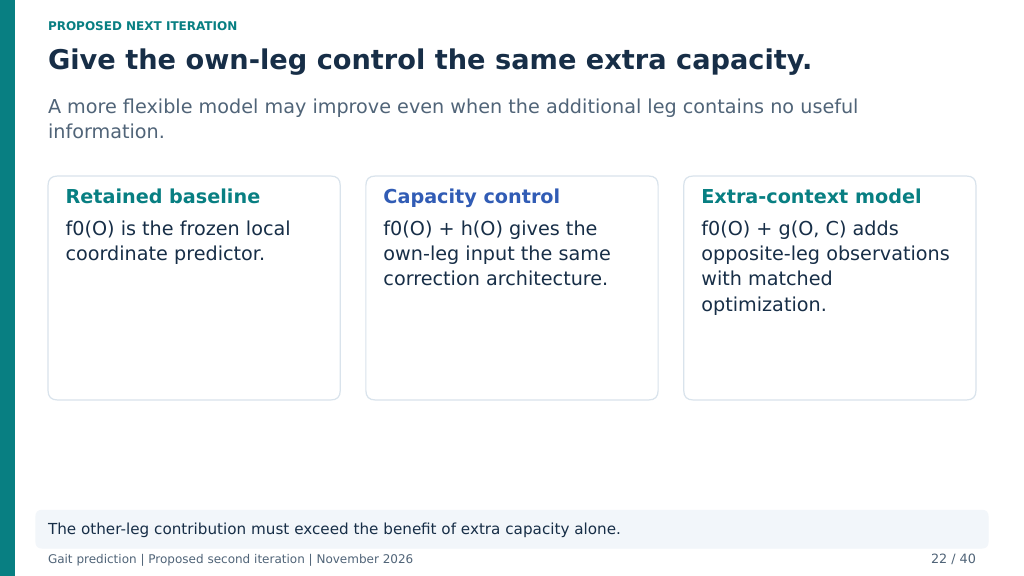 PROPOSED NEXT ITERATION
Give the own-leg control the same extra capacity.
A more flexible model may improve even when the additional leg contains no useful
information.
Retained baseline
f0(O) is the frozen local
coordinate predictor.
Capacity control
f0(O) + h(O) gives the
own-leg input the same
correction architecture.
Extra-context model
f0(O) + g(O, C) adds
opposite-leg observations
with matched
optimization.
The other-leg contribution must exceed the benefit of extra capacity alone.
Gait prediction | Proposed second iteration | November 2026
22 / 40